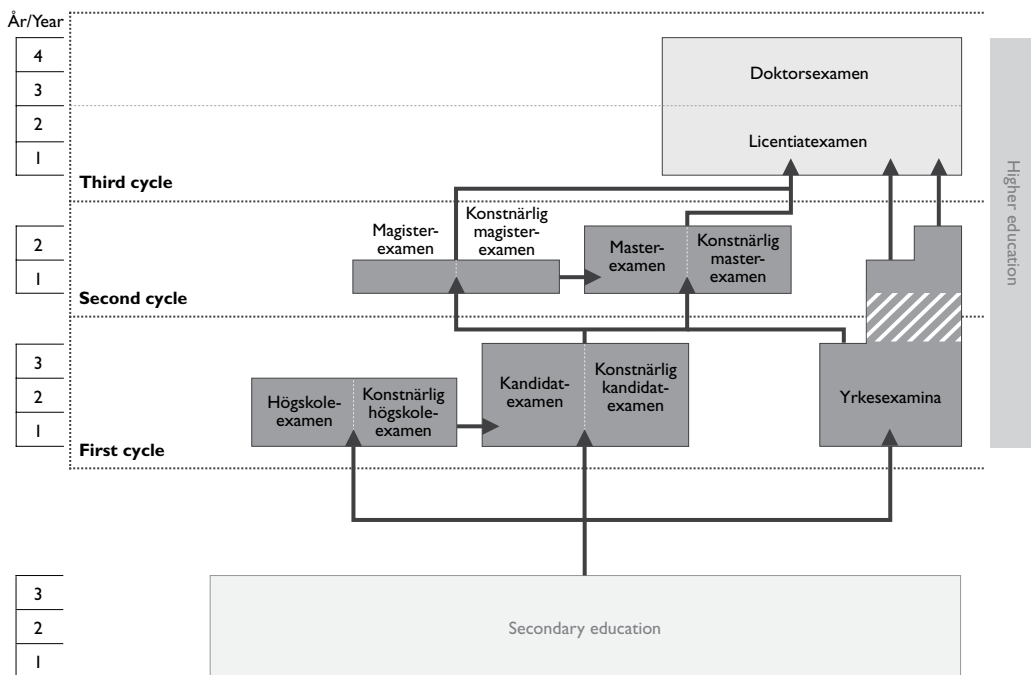 År/Year
4
3
2
1
Doktorsexamen
Licentiatexamen
Third cycle
Higher education
2
1
Magister-
examen
Konstnärlig
magister-
examen
Master-
examen
Konstnärlig
master-
examen
Second cycle
3
2
1
Högskole-
examen
Konstnärlig
högskole-
examen
Kandidat-
examen
Konstnärlig
kandidat-
examen
Yrkesexamina
First cycle
3
2
1
Secondary education